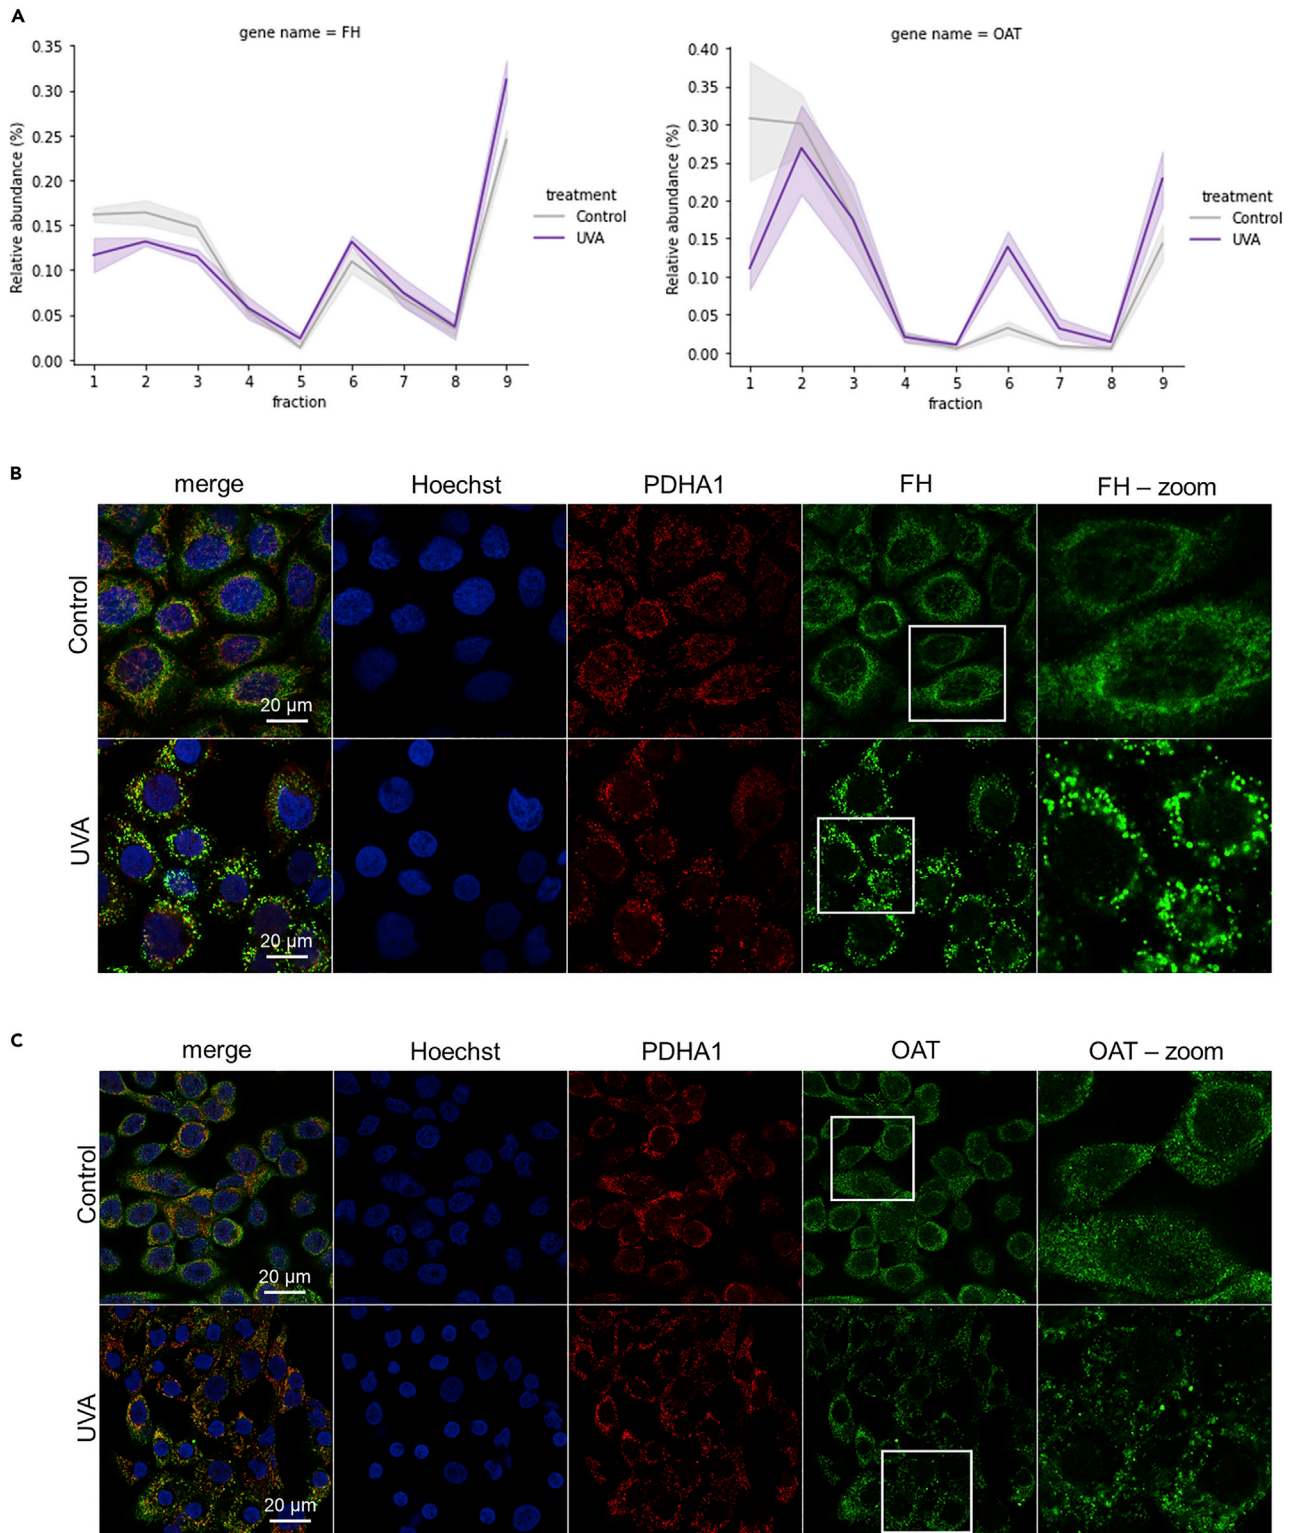 A
gene name = FH
0.35
0.30
0.25
0.20
0.15
0.10
0.05
0.00
Relative abundance (%)
1 2 3 4 5 6 7 8 9
fraction
treatment
Control
UVA
gene name = OAT
0.40
0.35
0.30
0.25
0.20
0.15
0.10
0.05
0.00
Relative abundance (%)
1 2 3 4 5 6 7 8 9
fraction
treatment
Control
UVA
B
merge Hoechst PDHA1 FH FH – zoom
Control
20 µm
UVA
20 µm
C
merge Hoechst PDHA1 OAT OAT – zoom
Control
20 µm
UVA
20 µm